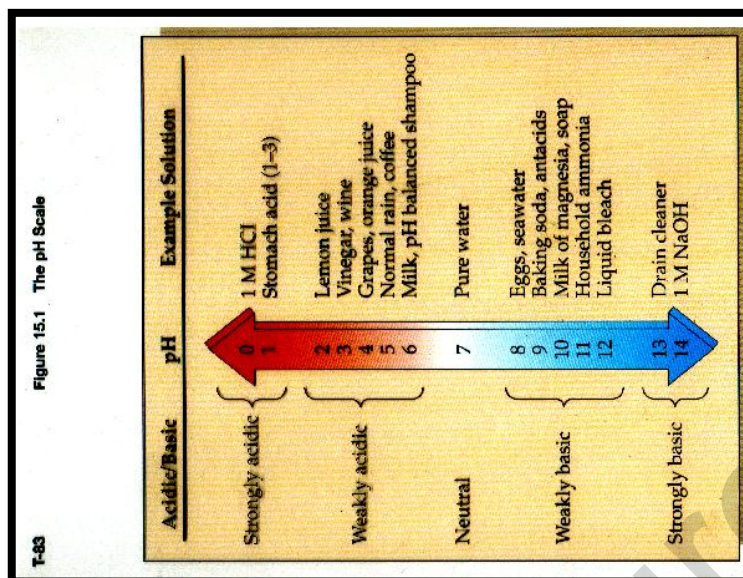 T-83 Figure 15.1 The pH Scale
Acidic/Basic pH Example Solution
Strongly acidic
0 1 M HCl
1 Stomach acid (1–3)
Weakly acidic
2 Lemon juice
3 Vinegar, wine
4 Grapes, orange juice
5 Normal rain, coffee
6 Milk, pH balanced shampoo
Neutral 7 Pure water
Weakly basic
8 Eggs, seawater
9 Baking soda, antacids
10 Milk of magnesia, soap
11 Household ammonia
12 Liquid bleach
Strongly basic
13 Drain cleaner
14 1 M NaOH